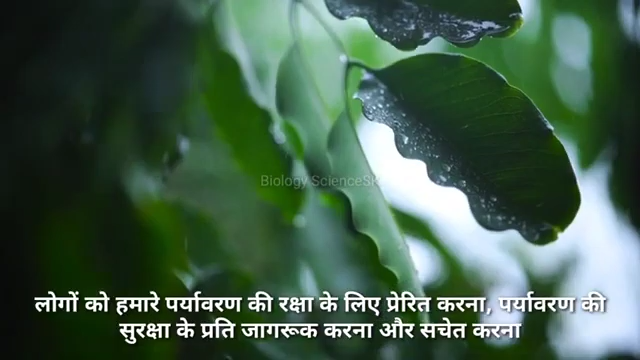 Biology ScienceSK
लोगों को हमारे पर्यावरण की रक्षा के लिए प्रेरित करना, पर्यावरण की
सुरक्षा के प्रति जागरूक करना और सचेत करना